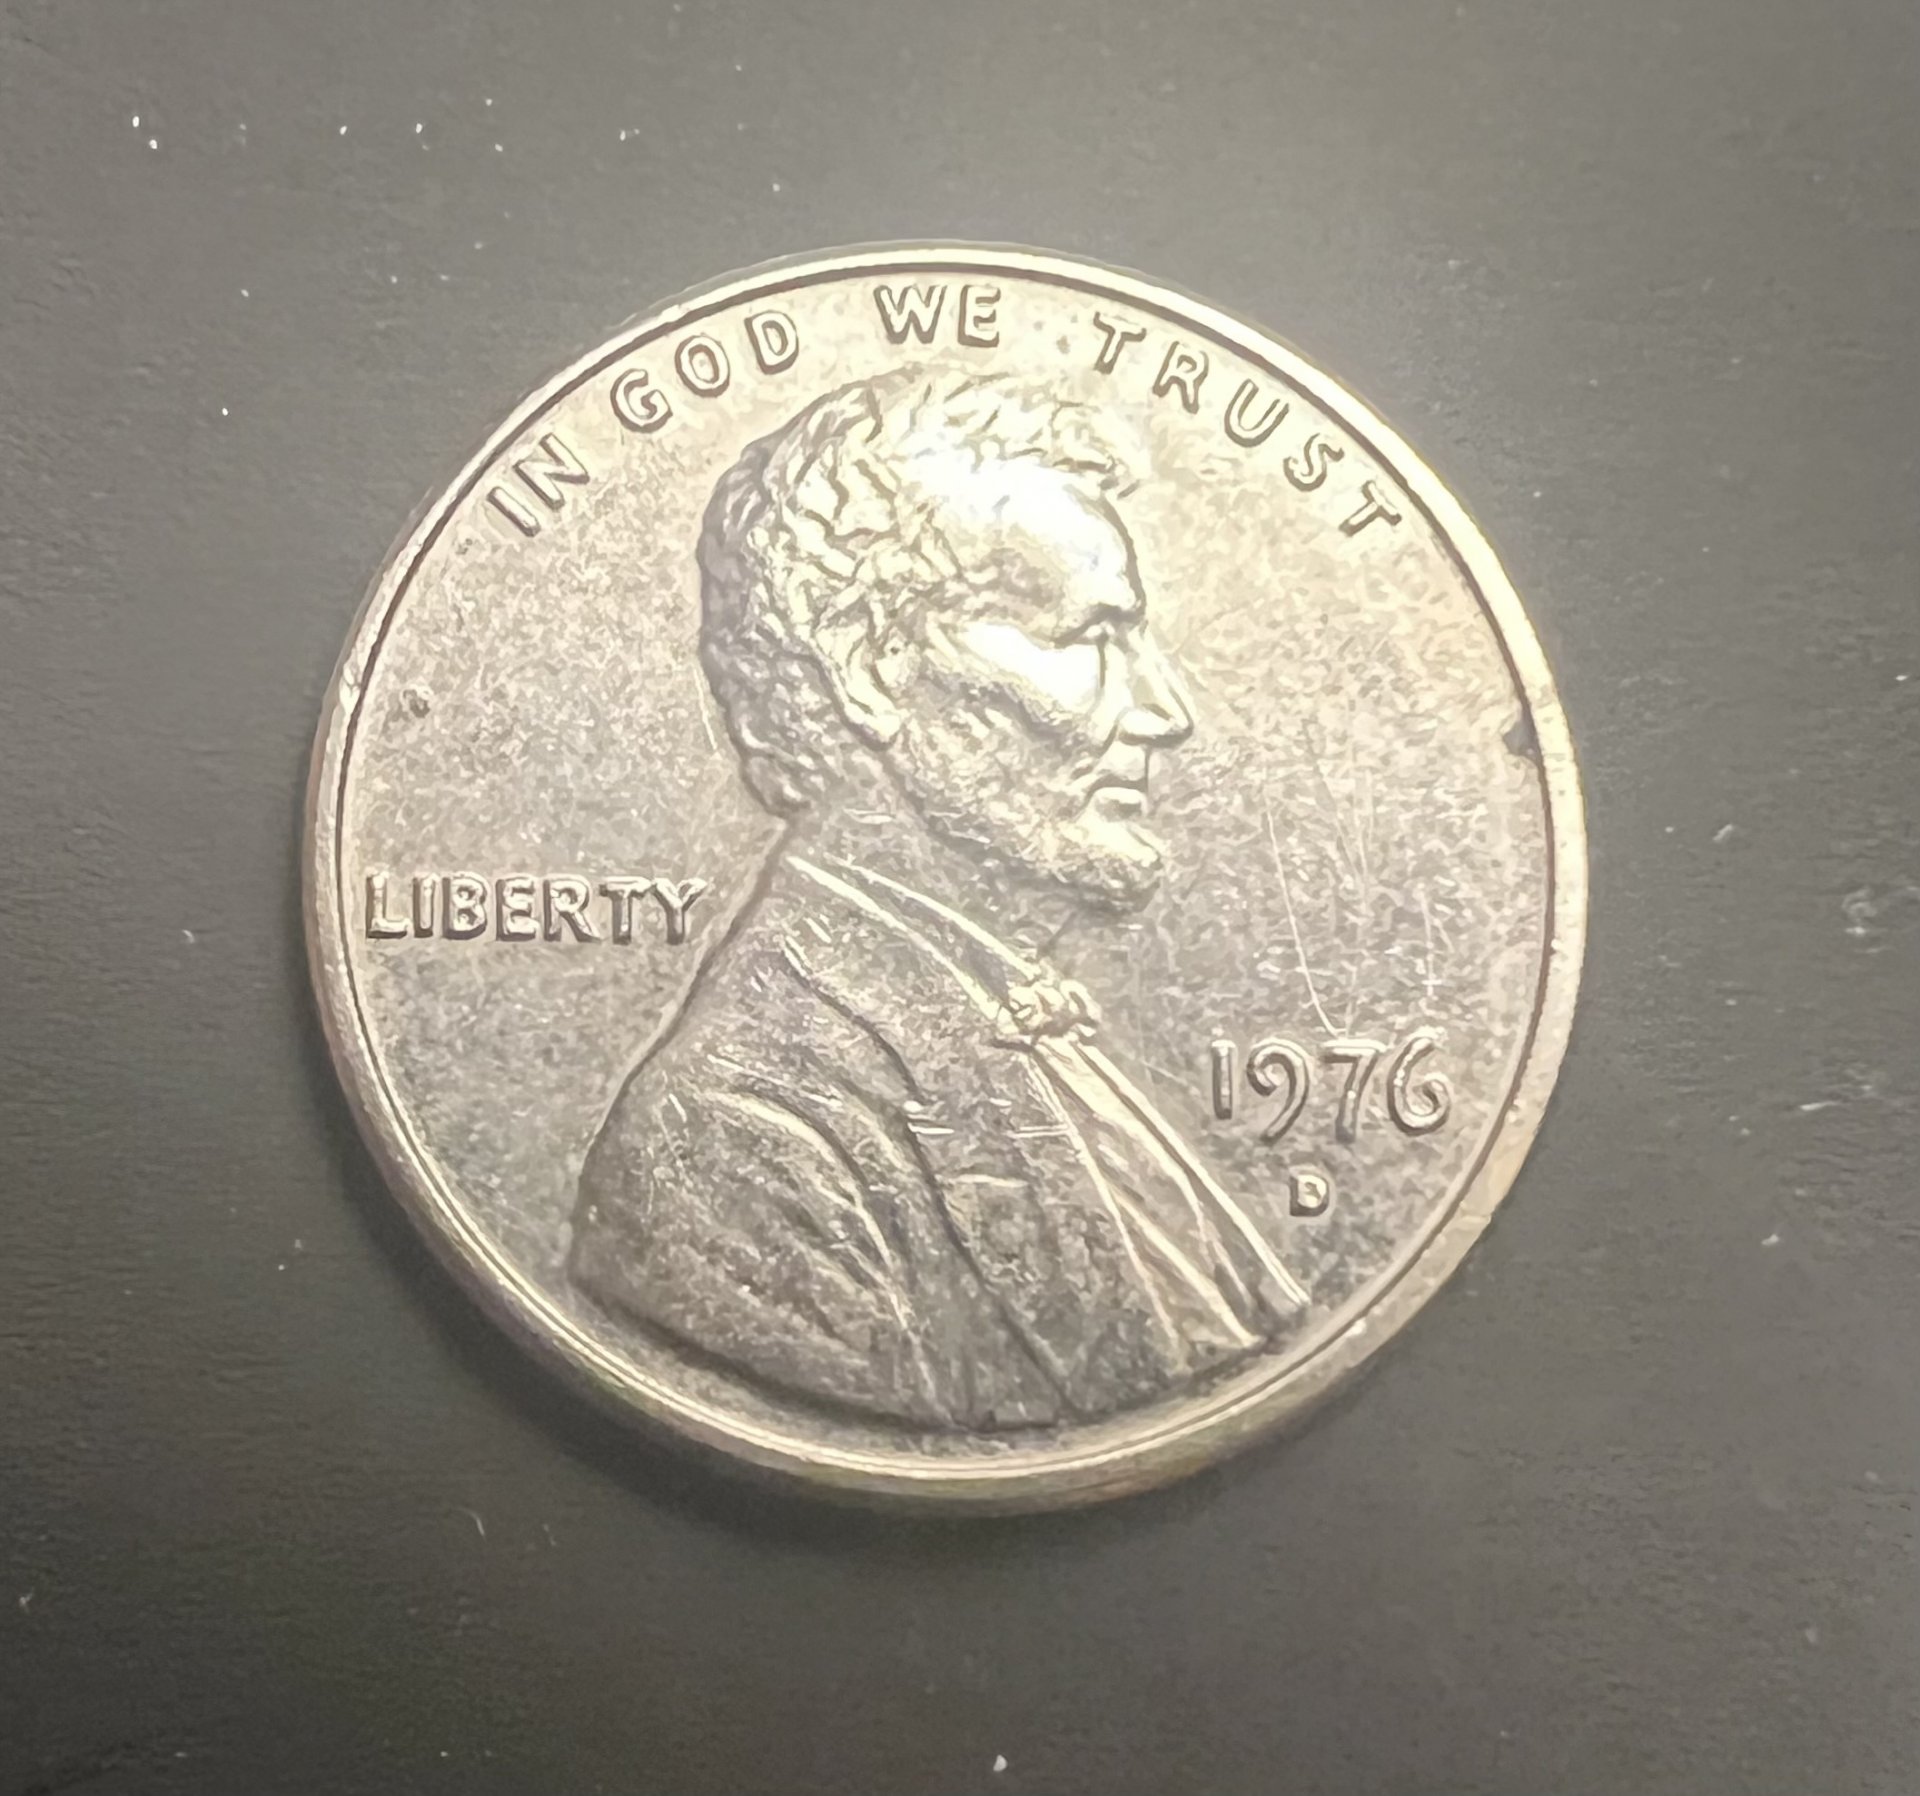 IN GOD WE TRUST
LIBERTY
1976
D